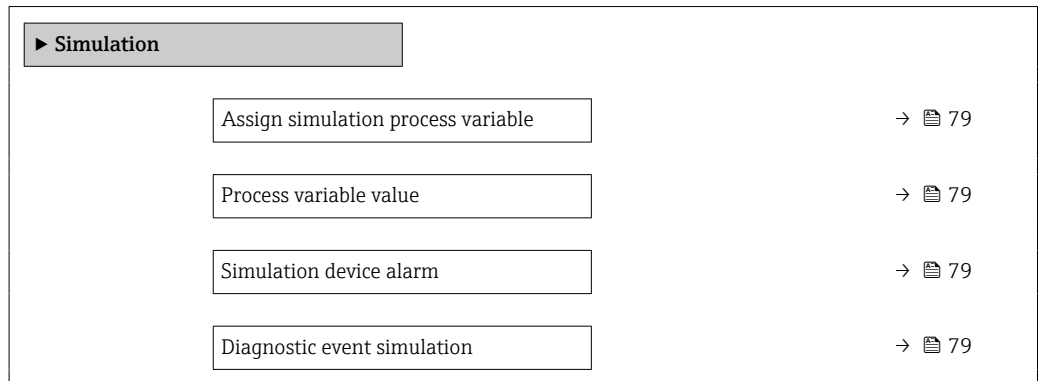 ► Simulation
Assign simulation process variable → 79
Process variable value → 79
Simulation device alarm → 79
Diagnostic event simulation → 79